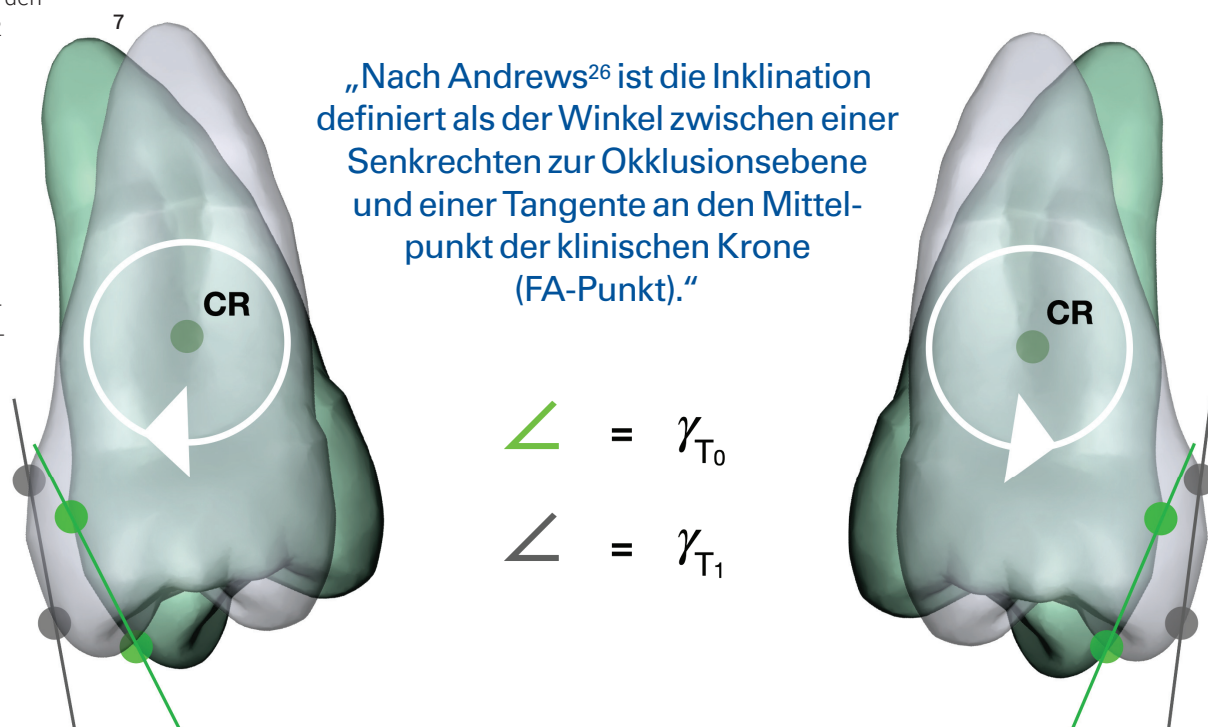 den
7
„Nach Andrews²⁶ ist die Inklination
definiert als der Winkel zwischen einer
Senkrechten zur Okklusionsebene
und einer Tangente an den Mittel-
punkt der klinischen Krone
(FA-Punkt).“
CR
CR
∠ = γT₀
∠ = γT₁